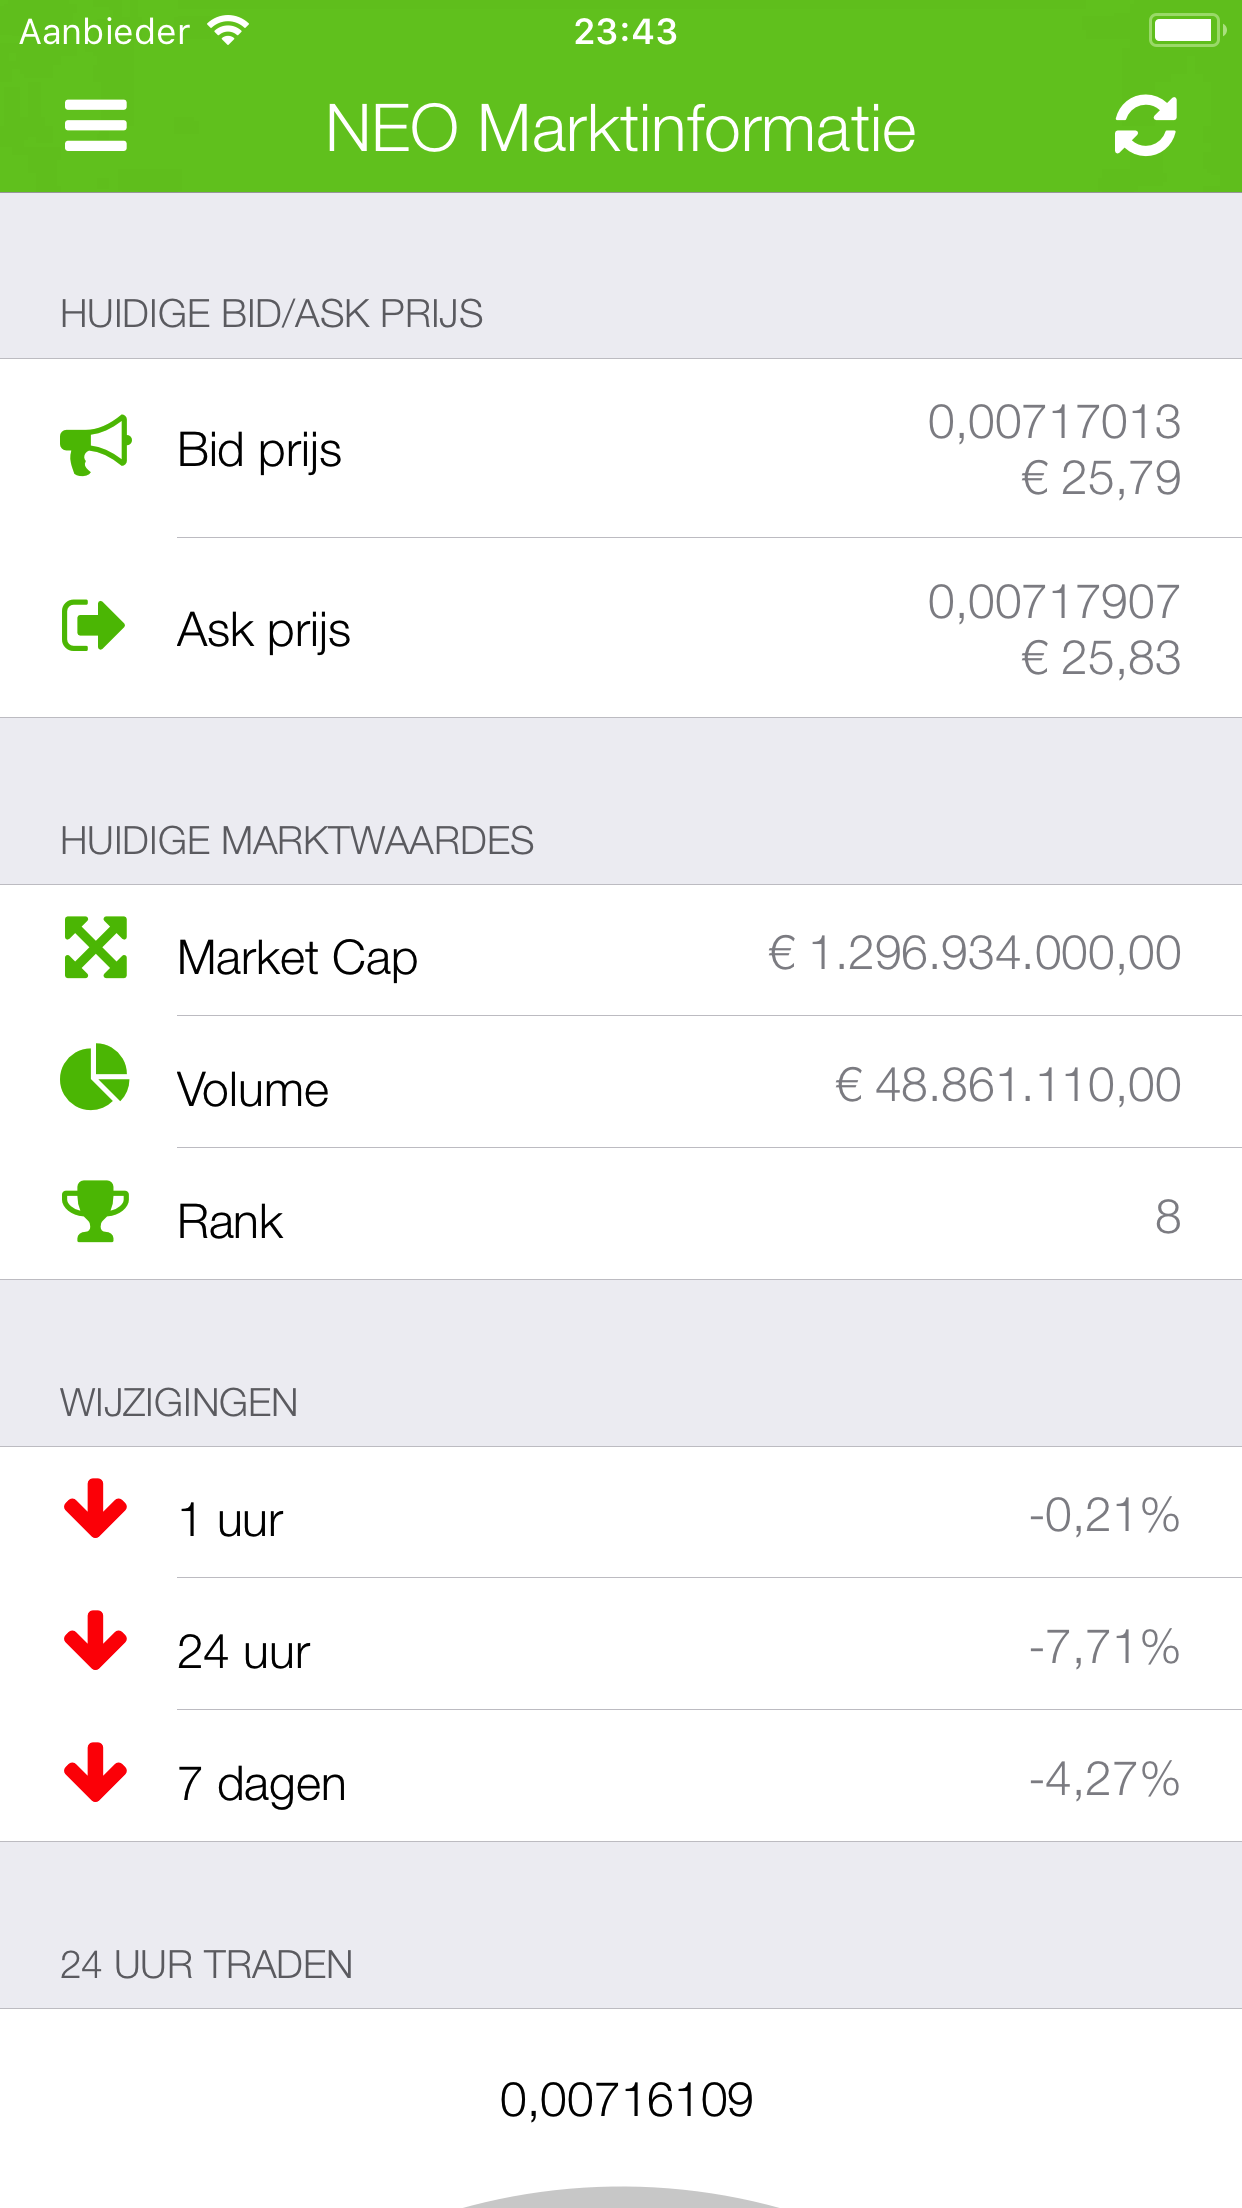 Aanbieder 23:43
NEO Marktinformatie
HUIDIGE BID/ASK PRIJS
Bid prijs 0,00717013
€ 25,79
Ask prijs 0,00717907
€ 25,83
HUIDIGE MARKTWAARDES
Market Cap € 1.296.934.000,00
Volume € 48.861.110,00
Rank 8
WIJZIGINGEN
1 uur -0,21%
24 uur -7,71%
7 dagen -4,27%
24 UUR TRADEN
0,00716109